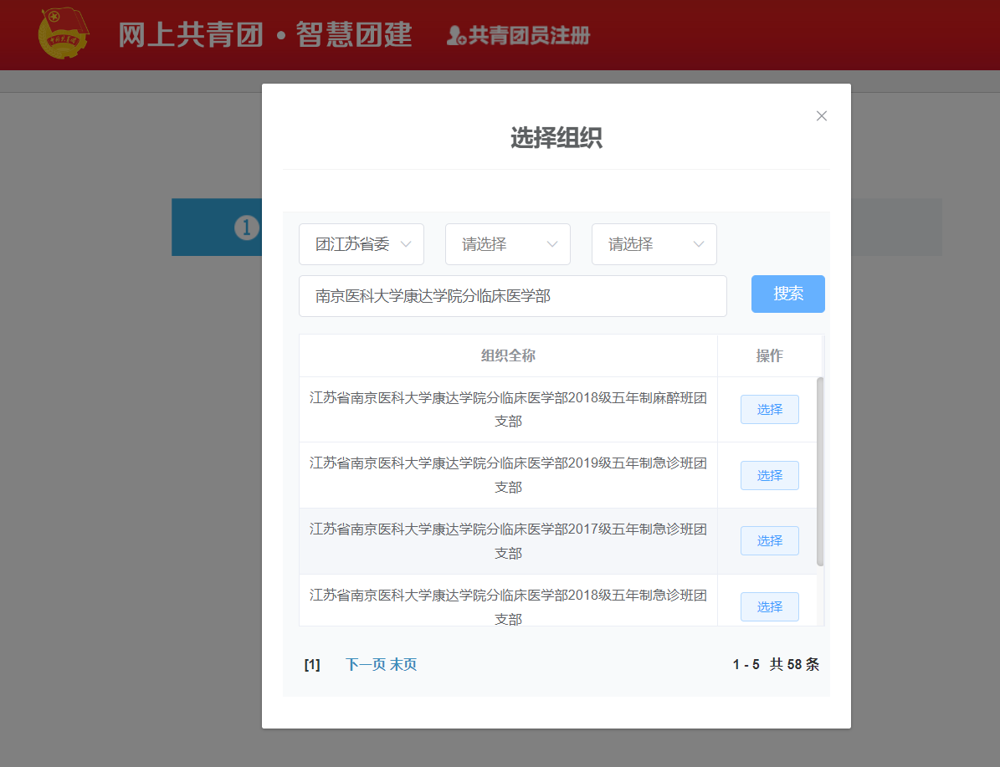 网上共青团·智慧团建 共青团员注册
选择组织
1
团江苏省委 请选择 请选择
南京医科大学康达学院分临床医学部 搜索
组织全称 操作
江苏省南京医科大学康达学院分临床医学部2018级五年制麻醉班团
支部
选择
江苏省南京医科大学康达学院分临床医学部2019级五年制急诊班团
支部
选择
江苏省南京医科大学康达学院分临床医学部2017级五年制急诊班团
支部
选择
江苏省南京医科大学康达学院分临床医学部2018级五年制急诊班团
支部
选择
[1] 下一页 末页 1 - 5 共 58 条